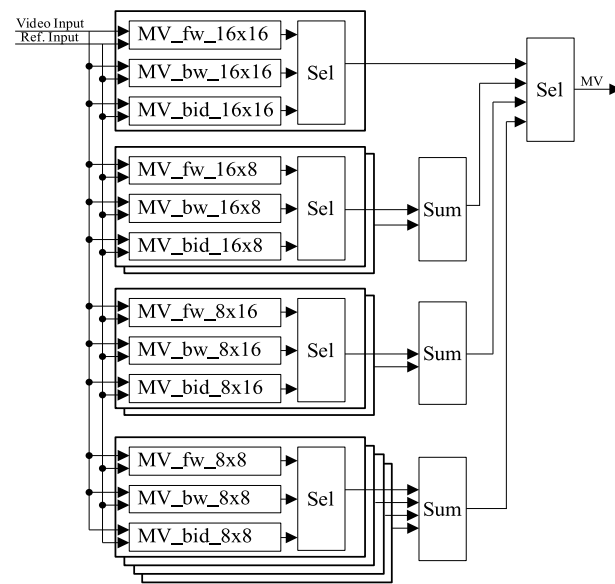 Video Input
Ref. Input
MV_fw_16x16
MV_bw_16x16
MV_bid_16x16
Sel
Sel
MV
MV_fw_16x8
MV_bw_16x8
MV_bid_16x8
Sel
Sum
MV_fw_8x16
MV_bw_8x16
MV_bid_8x16
Sel
Sum
MV_fw_8x8
MV_bw_8x8
MV_bid_8x8
Sel
Sum